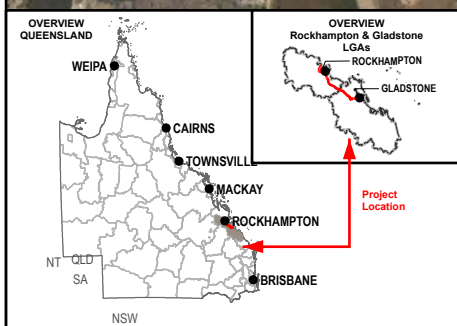 OVERVIEW
QUEENSLAND
WEIPA
CAIRNS
TOWNSVILLE
MACKAY
ROCKHAMPTON
BRISBANE
NT
QLD
SA
NSW
OVERVIEW
Rockhampton & Gladstone
LGAs
ROCKHAMPTON
GLADSTONE
Project
Location